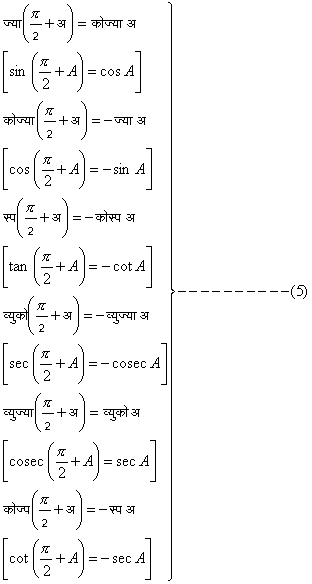 ज्या(π/2 + अ) = कोज्या अ
[sin (π/2 + A) = cos A]
कोज्या(π/2 + अ) = −ज्या अ
[cos (π/2 + A) = −sin A]
स्प(π/2 + अ) = −कोस्प अ
[tan (π/2 + A) = −cot A]
व्युको(π/2 + अ) = −व्युज्या अ
[sec (π/2 + A) = −cosec A]
व्युज्या(π/2 + अ) = व्युको अ
[cosec (π/2 + A) = sec A]
कोज्प(π/2 + अ) = −स्प अ
[cot (π/2 + A) = −sec A]
} − − − − − − − − − − (5)